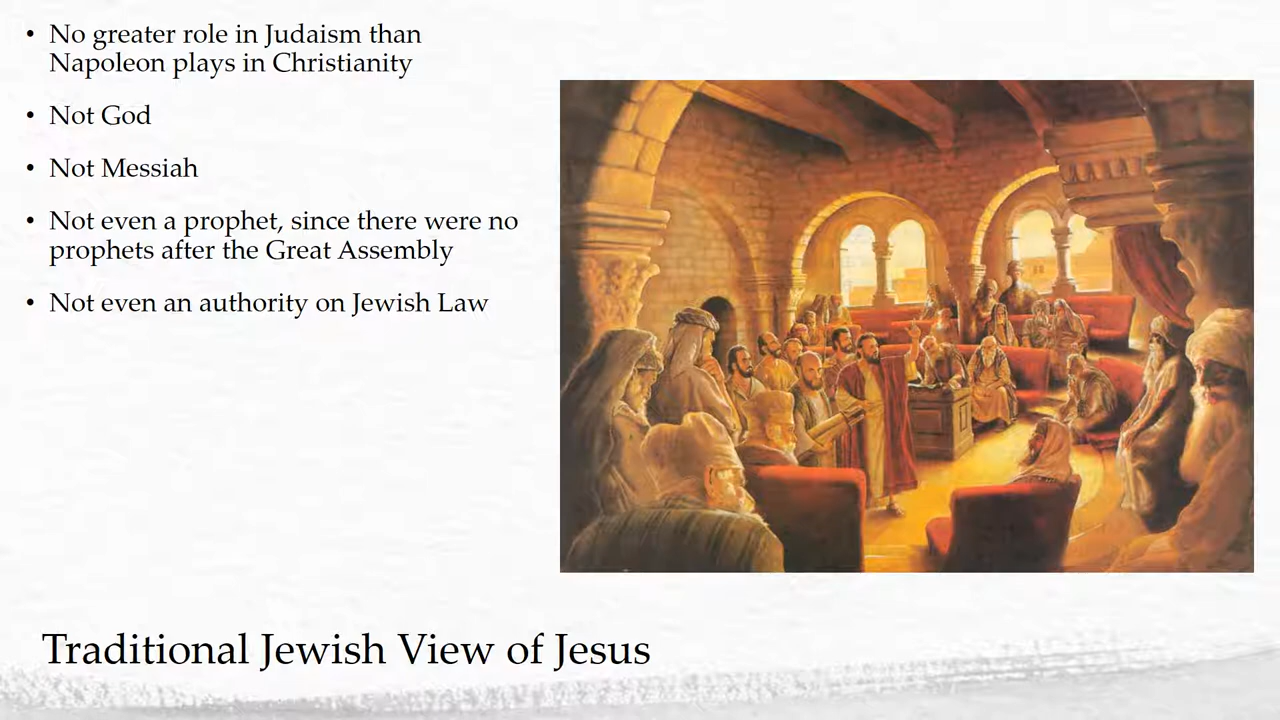 • No greater role in Judaism than
Napoleon plays in Christianity
• Not God
• Not Messiah
• Not even a prophet, since there were no
prophets after the Great Assembly
• Not even an authority on Jewish Law
Traditional Jewish View of Jesus